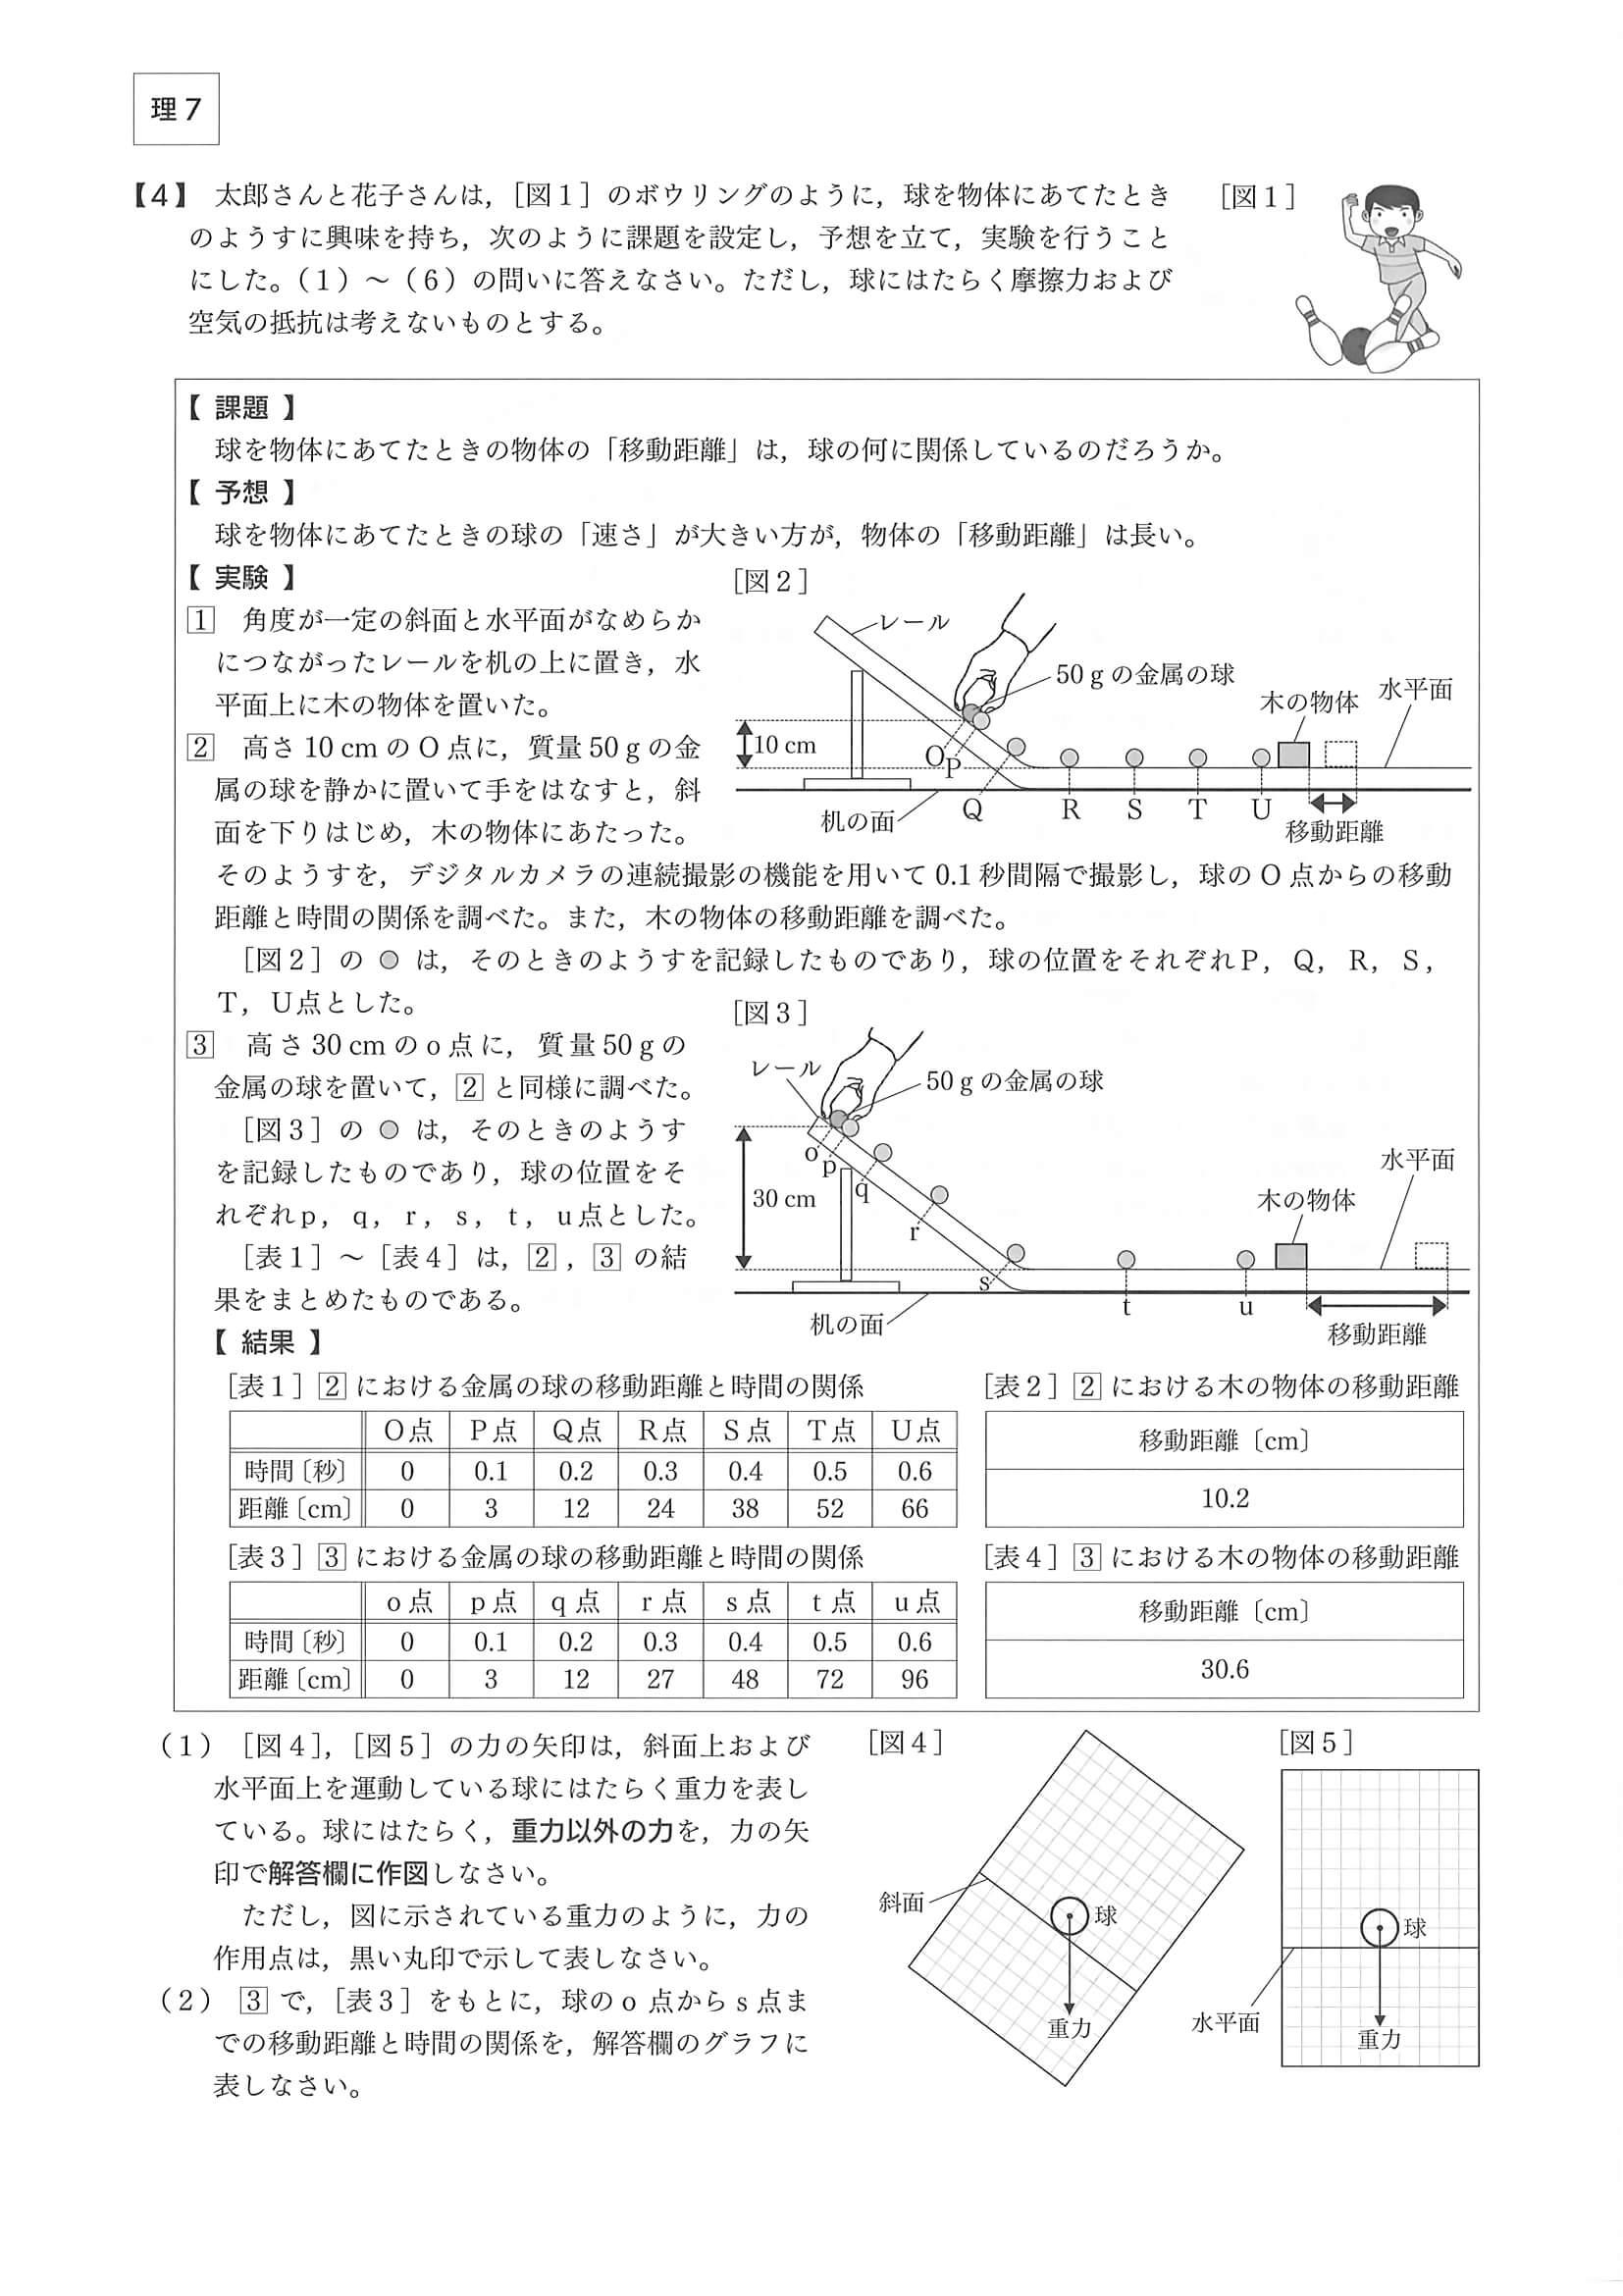 理7
【4】 太郎さんと花子さんは,［図1］のボウリングのように,球を物体にあてたとき
のようすに興味を持ち,次のように課題を設定し,予想を立て,実験を行うこと
にした。（1）～（6）の問いに答えなさい。ただし,球にはたらく摩擦力および
空気の抵抗は考えないものとする。
［図1］
【 課題 】
球を物体にあてたときの物体の「移動距離」は,球の何に関係しているのだろうか。
【 予想 】
球を物体にあてたときの球の「速さ」が大きい方が,物体の「移動距離」は長い。
【 実験 】
1 角度が一定の斜面と水平面がなめらか
につながったレールを机の上に置き,水
平面上に木の物体を置いた。
2 高さ10 cmのO点に,質量50 gの金
属の球を静かに置いて手をはなすと,斜
面を下りはじめ,木の物体にあたった。
［図2］
レール
50 gの金属の球
木の物体
水平面
10 cm
O
P
Q
R
S
T
U
机の面
移動距離
そのようすを,デジタルカメラの連続撮影の機能を用いて0.1秒間隔で撮影し,球のO点からの移動
距離と時間の関係を調べた。また,木の物体の移動距離を調べた。
［図2］の は,そのときのようすを記録したものであり,球の位置をそれぞれP,Q,R,S,
T,U点とした。
3 高さ30 cmのo点に,質量50 gの
金属の球を置いて,2と同様に調べた。
［図3］の は,そのときのようす
を記録したものであり,球の位置をそ
れぞれp,q,r,s,t,u点とした。
［表1］～［表4］は,2,3の結
果をまとめたものである。
［図3］
レール
50 gの金属の球
水平面
木の物体
30 cm
o
p
q
r
s
t
u
机の面
移動距離
【 結果 】
［表1］2における金属の球の移動距離と時間の関係
O点 P点 Q点 R点 S点 T点 U点
時間〔秒〕 0 0.1 0.2 0.3 0.4 0.5 0.6
距離〔cm〕 0 3 12 24 38 52 66
［表2］2における木の物体の移動距離
移動距離〔cm〕
10.2
［表3］3における金属の球の移動距離と時間の関係
o点 p点 q点 r点 s点 t点 u点
時間〔秒〕 0 0.1 0.2 0.3 0.4 0.5 0.6
距離〔cm〕 0 3 12 27 48 72 96
［表4］3における木の物体の移動距離
移動距離〔cm〕
30.6
（1）［図4］,［図5］の力の矢印は,斜面上および
水平面上を運動している球にはたらく重力を表し
ている。球にはたらく,重力以外の力を,力の矢
印で解答欄に作図しなさい。
ただし,図に示されている重力のように,力の
作用点は,黒い丸印で示して表しなさい。
（2）3で,［表3］をもとに,球のo点からs点ま
での移動距離と時間の関係を,解答欄のグラフに
表しなさい。
［図4］
斜面
球
重力
［図5］
球
水平面
重力